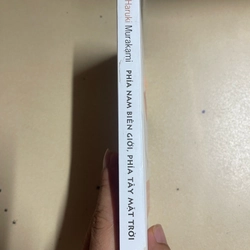 Haruki Murakami
PHÍA NAM BIÊN GIỚI, PHÍA TÂY MẶT TRỜI